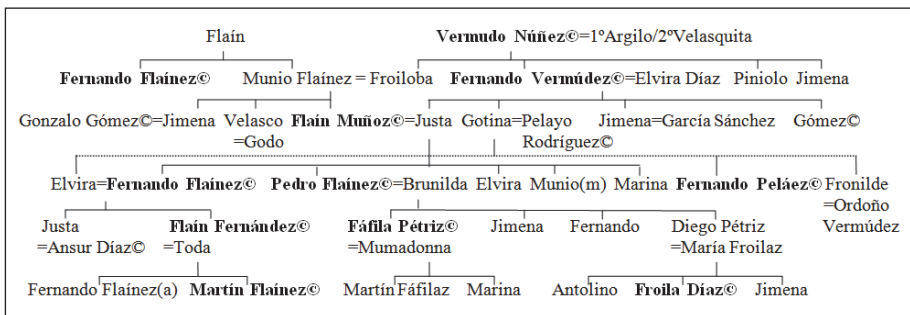 Flaín Vermudo Núñez©=1ºArgilo/2ºVelasquita
Fernando Flaínez© Munio Flaínez = Froiloba Fernando Vermúdez©=Elvira Díaz Piniolo Jimena
Gonzalo Gómez©=Jimena Velasco Flaín Muñoz©=Justa Gotina=Pelayo Jimena=García Sánchez Gómez©
=Godo Rodríguez©
Elvira=Fernando Flaínez© Pedro Flaínez©=Brunilda Elvira Munio(m) Marina Fernando Peláez© Fronilde
=Ordoño
Justa Flaín Fernández© Fáfila Pétriz© Jimena Fernando Diego Pétriz Vermúdez
=Ansur Díaz© =Toda =Mumadonna =María Froilaz
Fernando Flaínez(a) Martín Flaínez© Martín Fáfilaz Marina Antolino Froila Díaz© Jimena